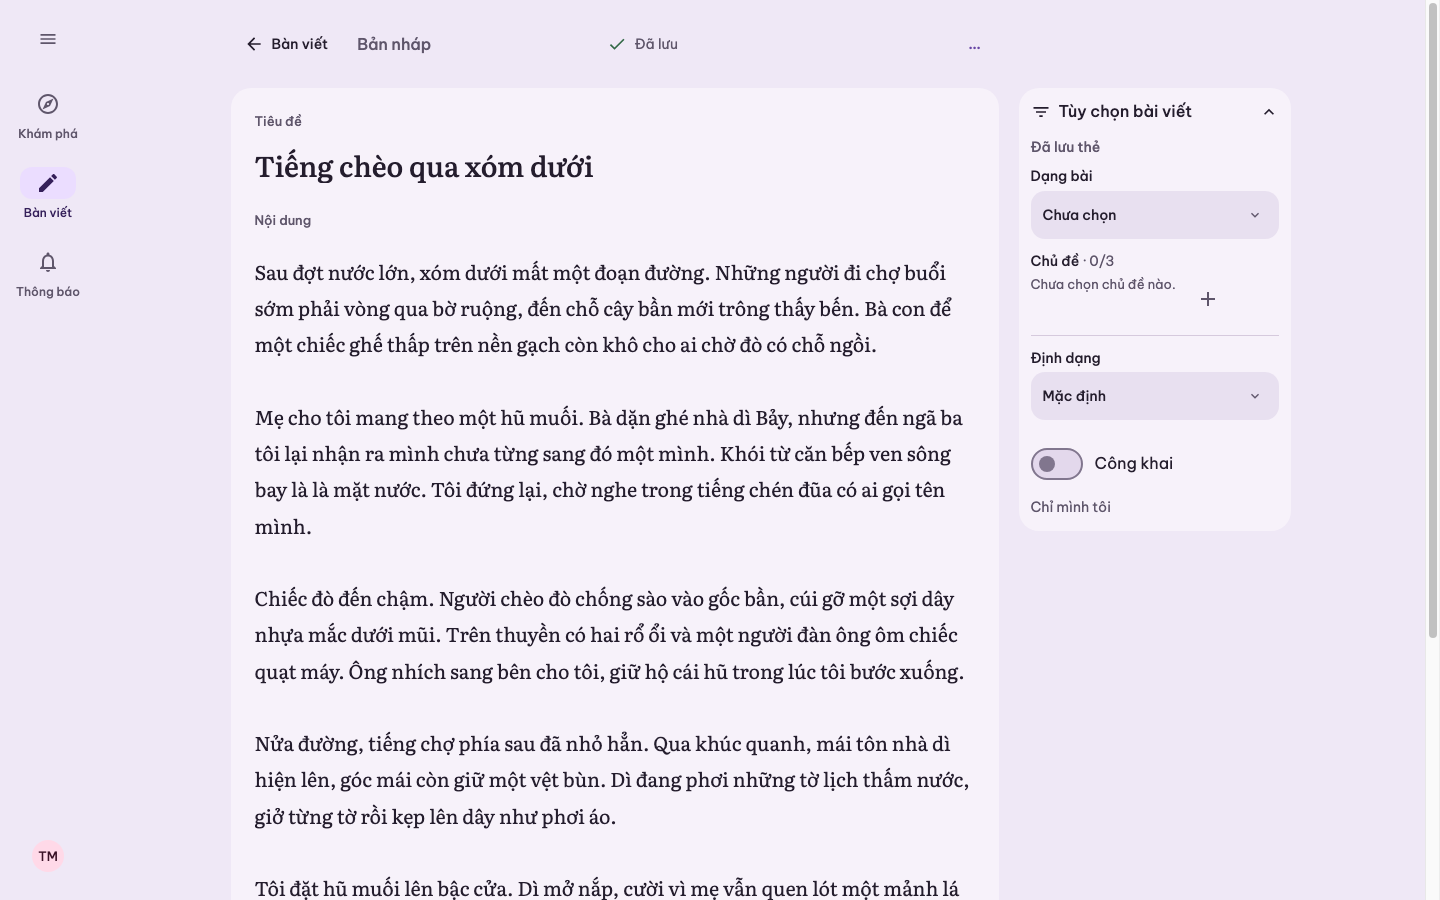 Khám phá
Bàn viết
Thông báo
TM
Bàn viết
Bản nháp
Đã lưu
...
Tiêu đề
Tiếng chèo qua xóm dưới
Nội dung
Sau đợt nước lớn, xóm dưới mất một đoạn đường. Những người đi chợ buổi
sớm phải vòng qua bờ ruộng, đến chỗ cây bần mới trông thấy bến. Bà con để
một chiếc ghế thấp trên nền gạch còn khô cho ai chờ đò có chỗ ngồi.
Mẹ cho tôi mang theo một hũ muối. Bà dặn ghé nhà dì Bảy, nhưng đến ngã ba
tôi lại nhận ra mình chưa từng sang đó một mình. Khói từ căn bếp ven sông
bay là là mặt nước. Tôi đứng lại, chờ nghe trong tiếng chén đũa có ai gọi tên
mình.
Chiếc đò đến chậm. Người chèo đò chống sào vào gốc bần, cúi gỡ một sợi dây
nhựa mắc dưới mũi. Trên thuyền có hai rổ ổi và một người đàn ông ôm chiếc
quạt máy. Ông nhích sang bên cho tôi, giữ hộ cái hũ trong lúc tôi bước xuống.
Nửa đường, tiếng chợ phía sau đã nhỏ hẳn. Qua khúc quanh, mái tôn nhà dì
hiện lên, góc mái còn giữ một vệt bùn. Dì đang phơi những tờ lịch thấm nước,
giở từng tờ rồi kẹp lên dây như phơi áo.
Tôi đặt hũ muối lên bậc cửa. Dì mở nắp, cười vì mẹ vẫn quen lót một mảnh lá
Tùy chọn bài viết
Đã lưu thẻ
Dạng bài
Chưa chọn
Chủ đề · 0/3
Chưa chọn chủ đề nào.
Định dạng
Mặc định
Công khai
Chỉ mình tôi